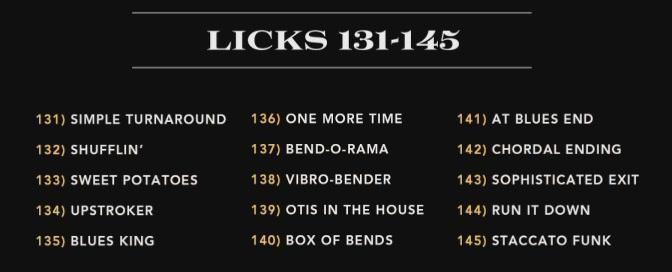 LICKS 131-145
131) SIMPLE TURNAROUND
132) SHUFFLIN'
133) SWEET POTATOES
134) UPSTROKER
135) BLUES KING
136) ONE MORE TIME
137) BEND-O-RAMA
138) VIBRO-BENDER
139) OTIS IN THE HOUSE
140) BOX OF BENDS
141) AT BLUES END
142) CHORDAL ENDING
143) SOPHISTICATED EXIT
144) RUN IT DOWN
145) STACCATO FUNK